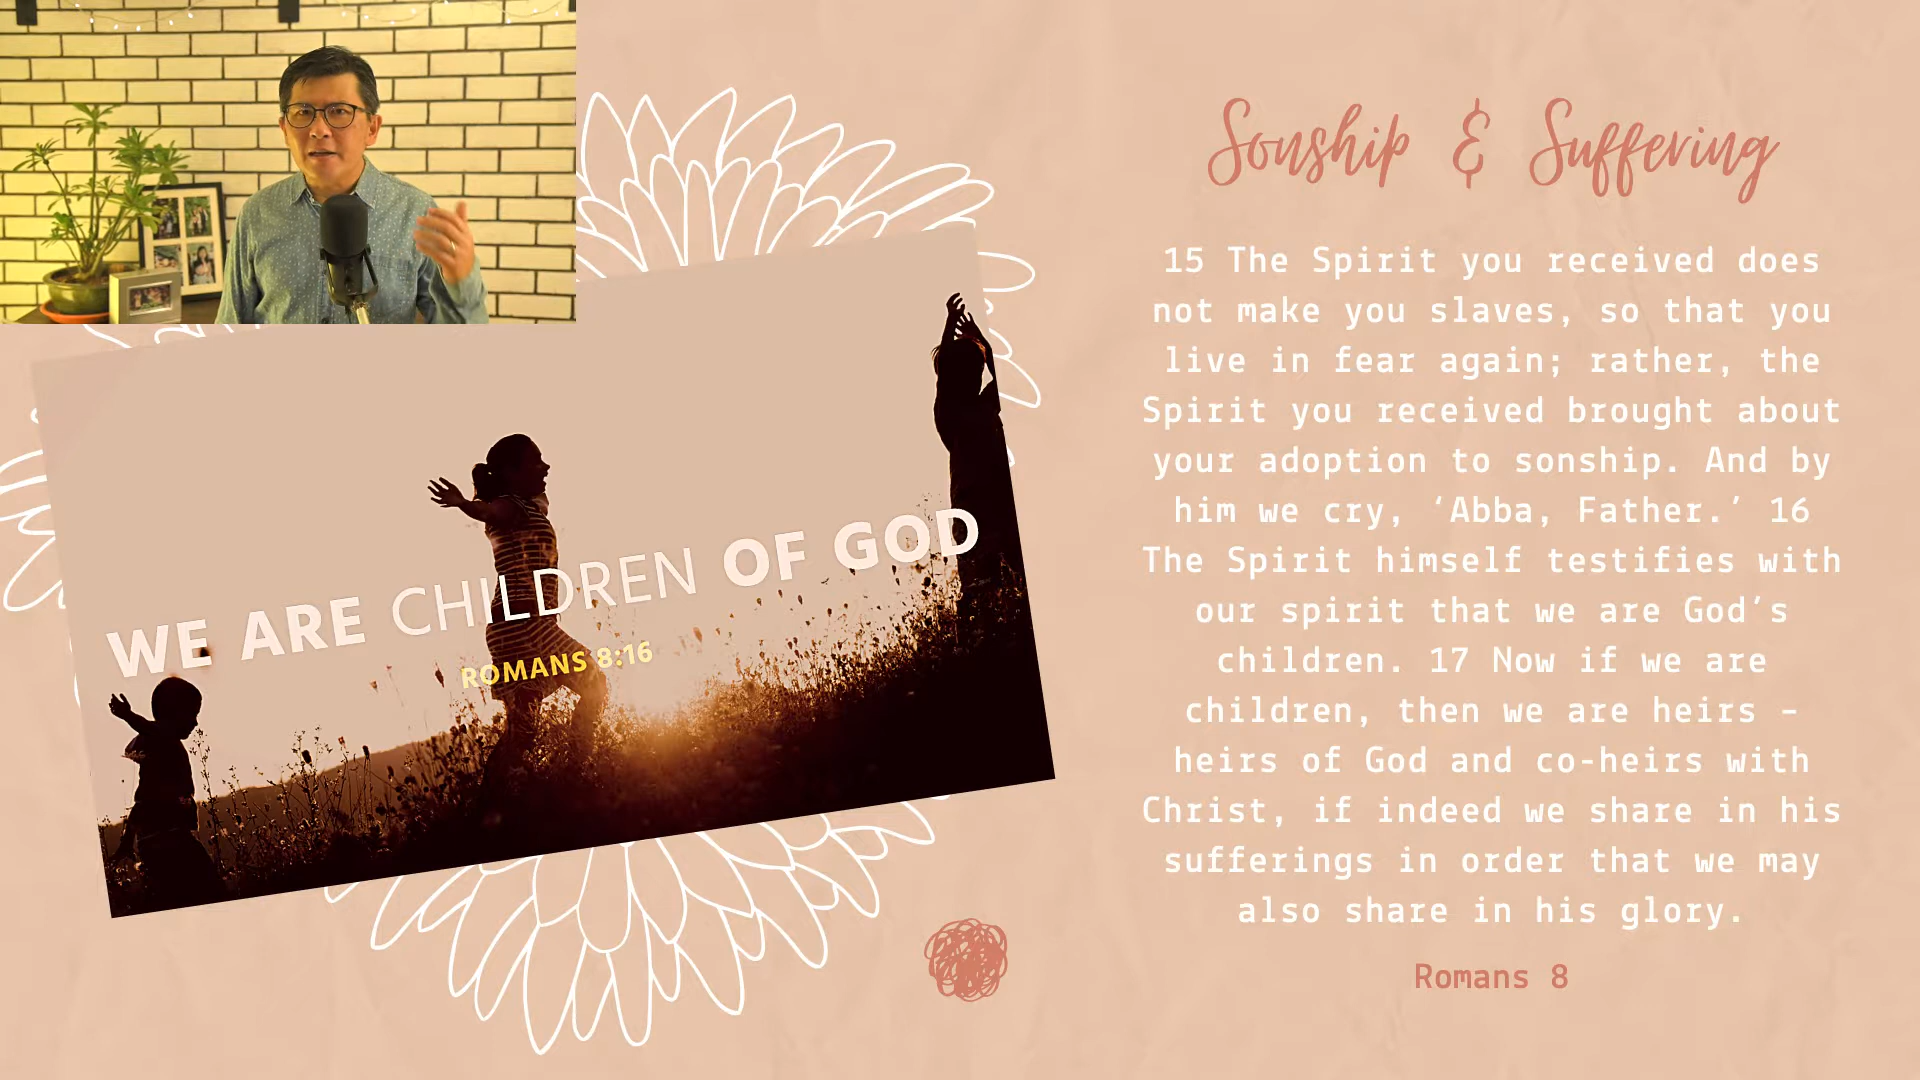 Sonship & Suffering
15 The Spirit you received does
not make you slaves, so that you
live in fear again; rather, the
Spirit you received brought about
your adoption to sonship. And by
him we cry, ‘Abba, Father.’ 16
The Spirit himself testifies with
our spirit that we are God’s
children. 17 Now if we are
children, then we are heirs –
heirs of God and co-heirs with
Christ, if indeed we share in his
sufferings in order that we may
also share in his glory.
Romans 8
WE ARE CHILDREN OF GOD
ROMANS 8:16